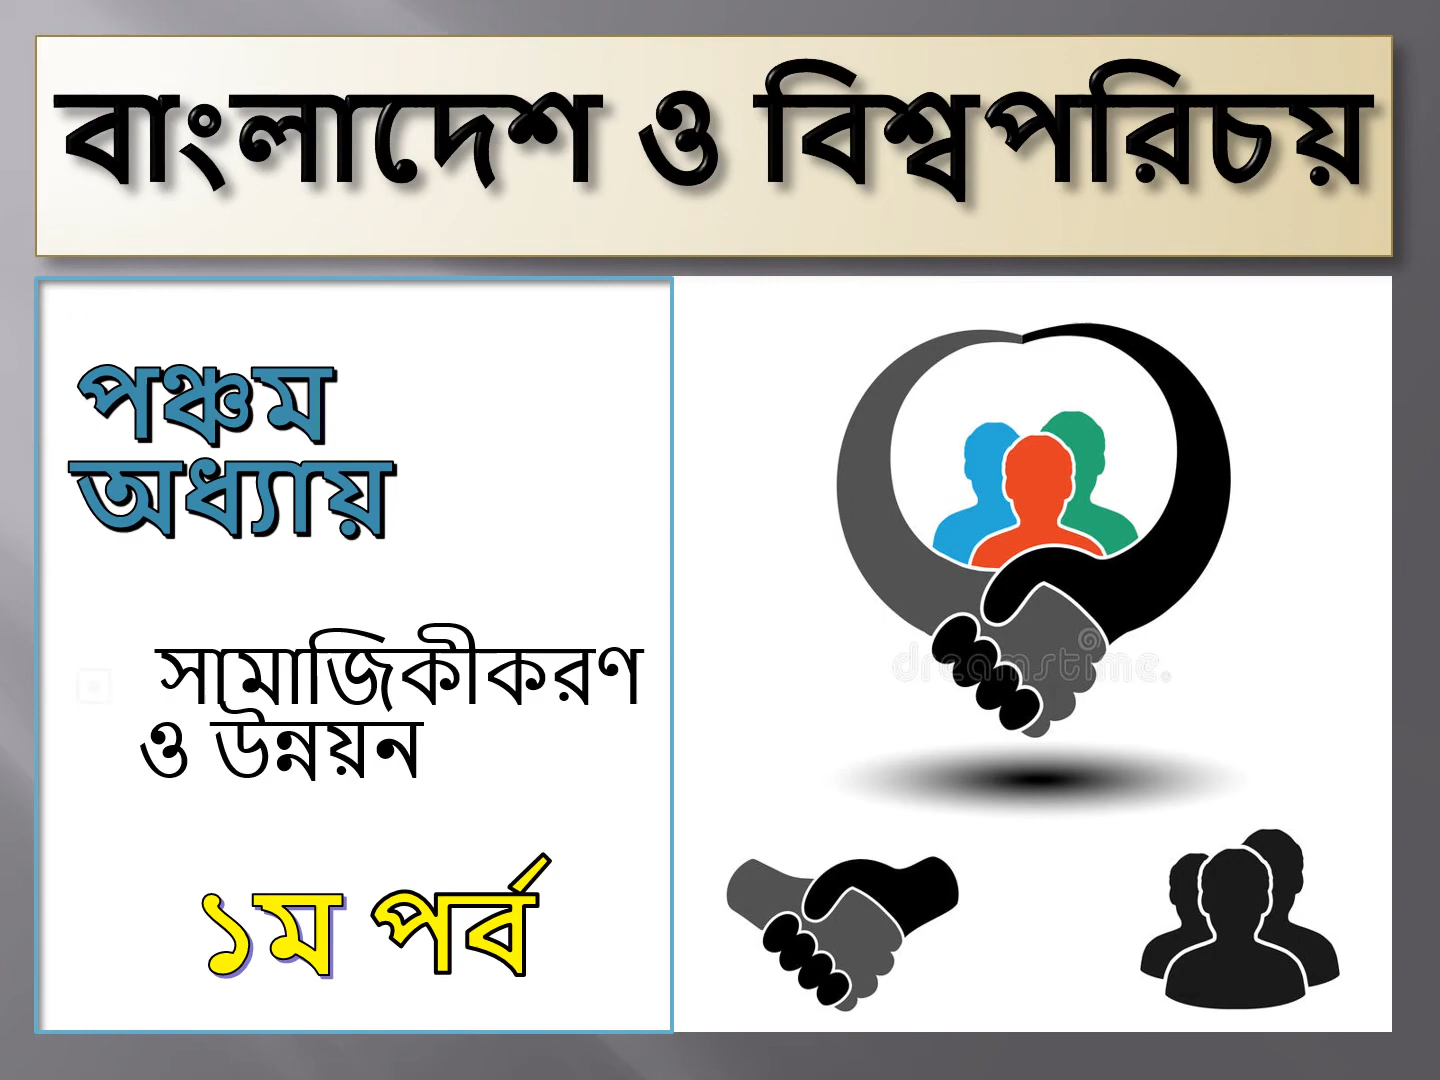 বাংলাদেশ ও বিশ্বপরিচয়
পঞ্চম
অধ্যায়
সামাজিকীকরণ
ও উন্নয়ন
১ম পর্ব
dreamstime.